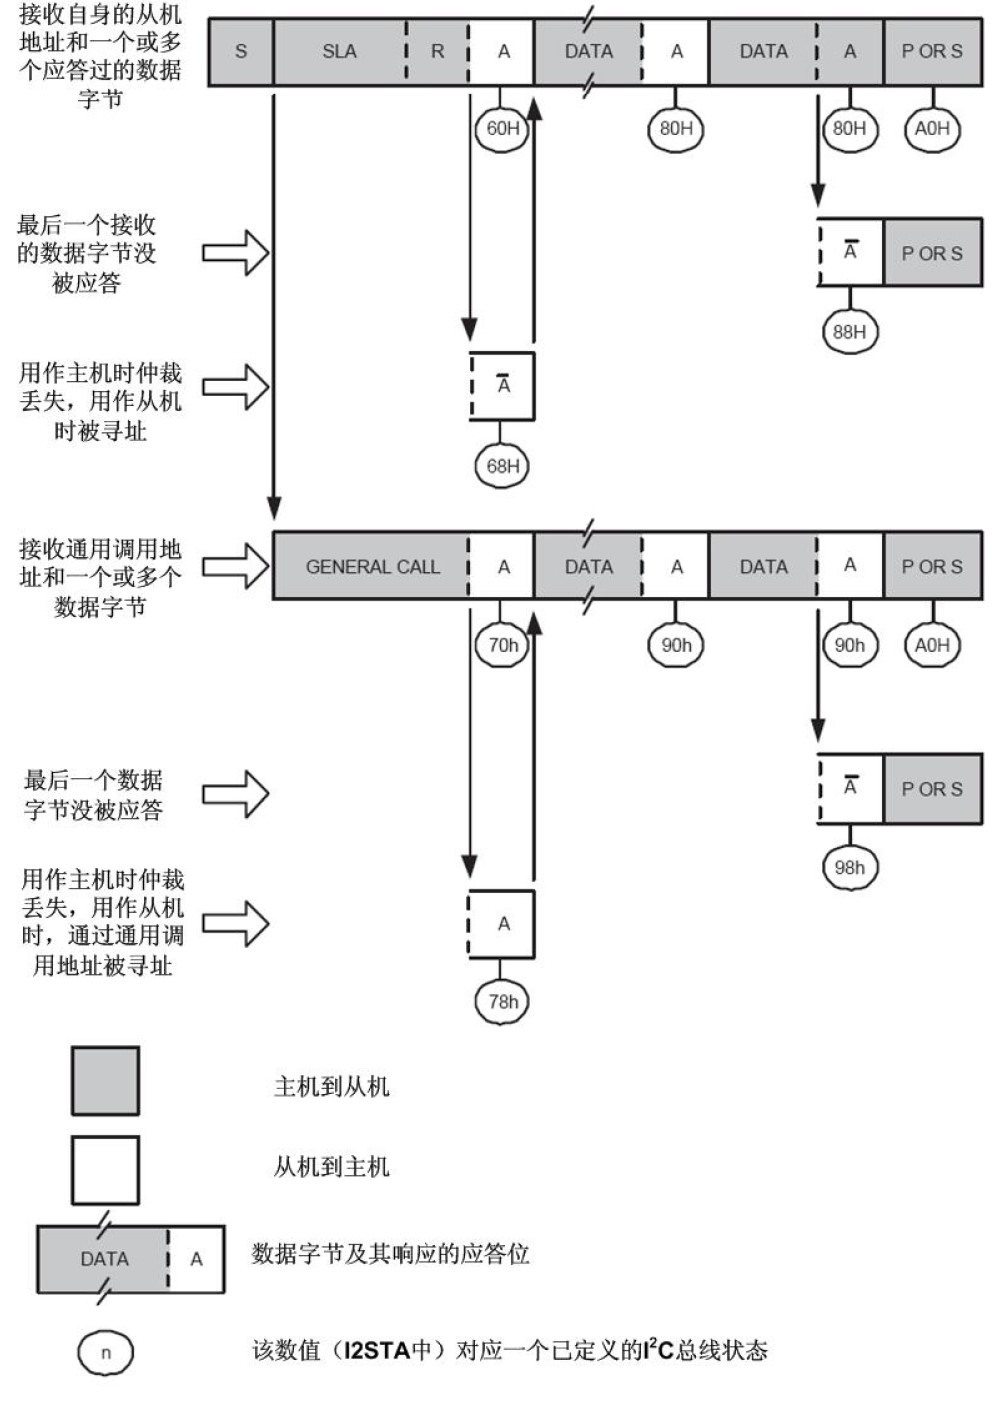 接收自身的从机
地址和一个或多
个应答过的数据
字节
S SLA R A DATA A DATA A P OR S
60H 80H 80H A0H
最后一个接收
的数据字节没
被应答
A̅ P OR S
88H
用作主机时仲裁
丢失，用作从机
时被寻址
A̅
68H
接收通用调用地
址和一个或多个
数据字节
GENERAL CALL A DATA A DATA A P OR S
70h 90h 90h A0H
最后一个数据
字节没被应答
A̅ P OR S
98h
用作主机时仲裁
丢失，用作从机
时，通过通用调
用地址被寻址
A
78h
主机到从机
从机到主机
DATA A 数据字节及其响应的应答位
n 该数值（I2STA中）对应一个已定义的I²C总线状态